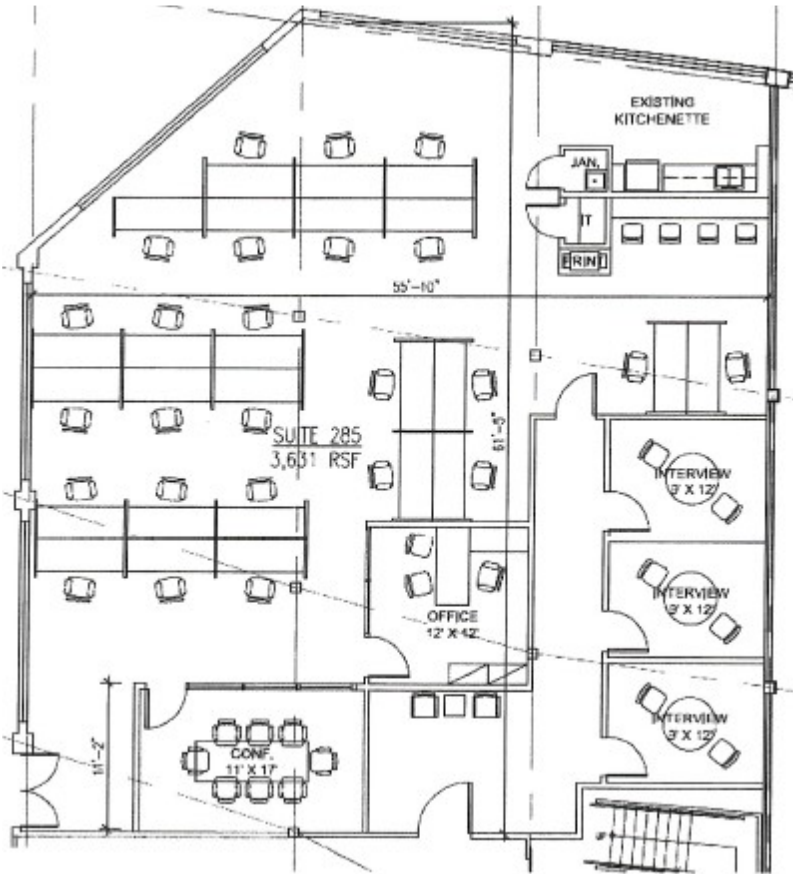 EXISTING
KITCHENETTE
JAN.
IT
PRINT
55'-10"
SUITE 285
3,631 RSF
61'-5"
INTERVIEW
9' X 12'
INTERVIEW
9' X 12'
OFFICE
12' X 12'
INTERVIEW
9' X 12'
11'-2"
CONF.
11' X 17'